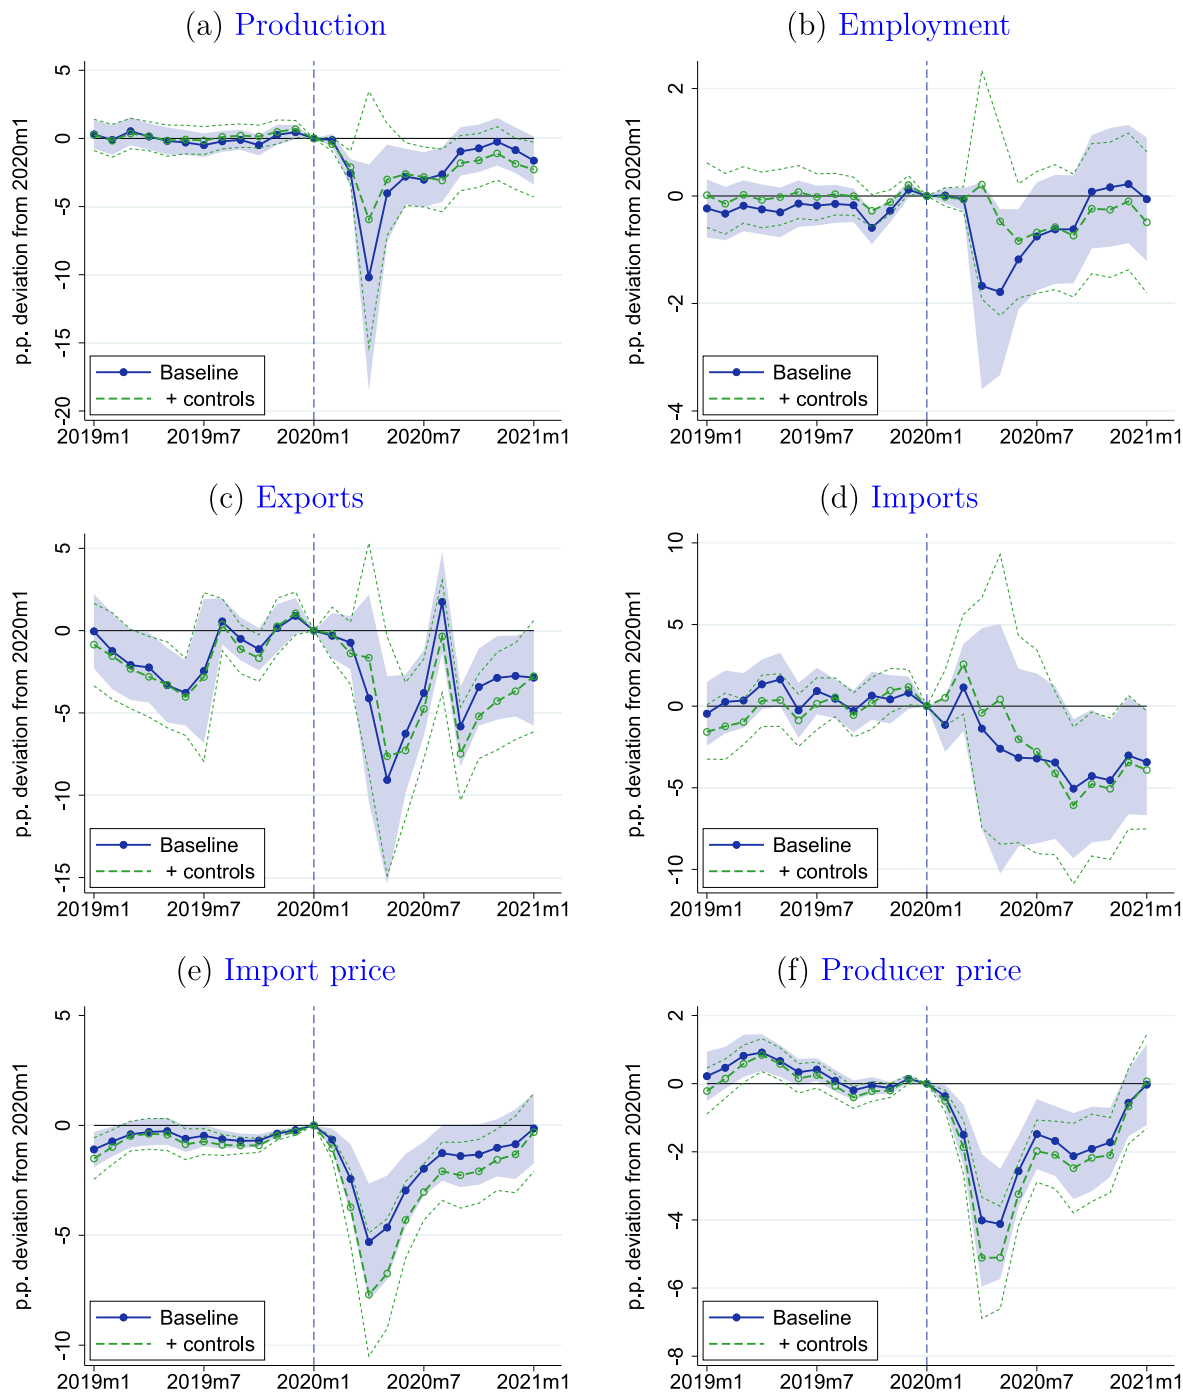 (a) Production
p.p. deviation from 2020m1
5
0
-5
-10
-15
-20
Baseline
+ controls
2019m1
2019m7
2020m1
2020m7
2021m1
(b) Employment
p.p. deviation from 2020m1
2
0
-2
-4
Baseline
+ controls
2019m1
2019m7
2020m1
2020m7
2021m1
(c) Exports
p.p. deviation from 2020m1
5
0
-5
-10
-15
Baseline
+ controls
2019m1
2019m7
2020m1
2020m7
2021m1
(d) Imports
p.p. deviation from 2020m1
10
5
0
-5
-10
Baseline
+ controls
2019m1
2019m7
2020m1
2020m7
2021m1
(e) Import price
p.p. deviation from 2020m1
5
0
-5
-10
Baseline
+ controls
2019m1
2019m7
2020m1
2020m7
2021m1
(f) Producer price
p.p. deviation from 2020m1
2
0
-2
-4
-6
-8
Baseline
+ controls
2019m1
2019m7
2020m1
2020m7
2021m1